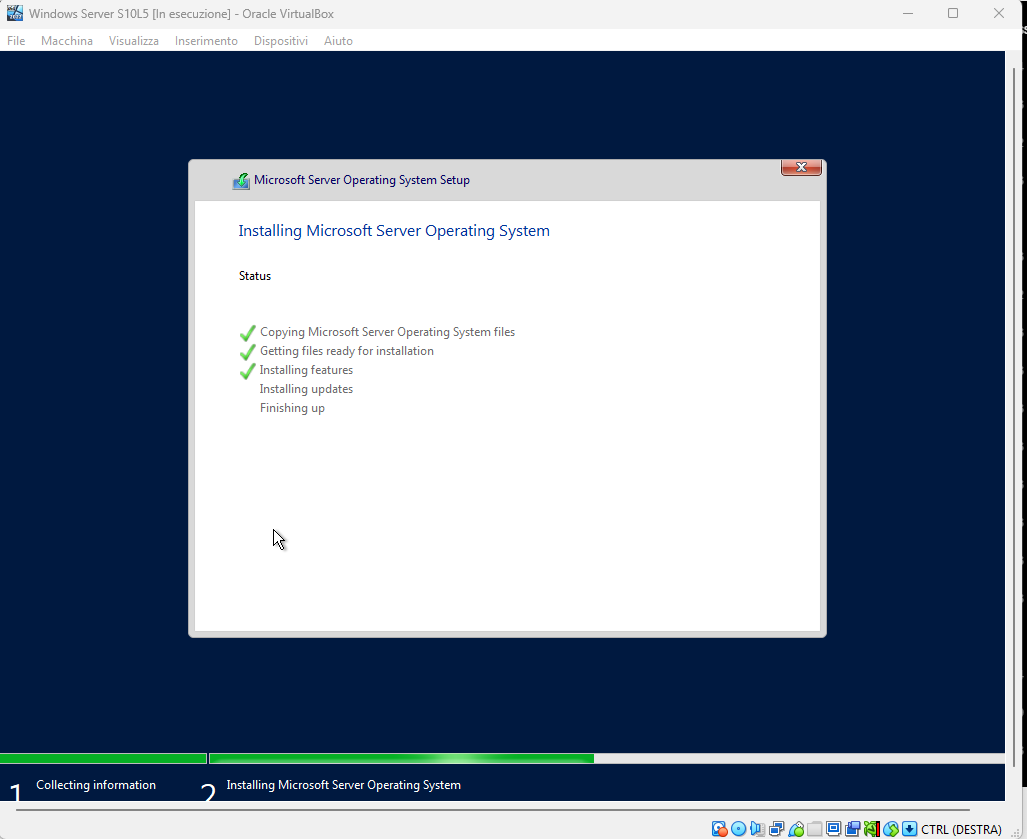 Windows Server S10L5 [In esecuzione] - Oracle VirtualBox
File Macchina Visualizza Inserimento Dispositivi Aiuto
Microsoft Server Operating System Setup
Installing Microsoft Server Operating System
Status
Copying Microsoft Server Operating System files
Getting files ready for installation
Installing features
Installing updates
Finishing up
1 Collecting information 2 Installing Microsoft Server Operating System
CTRL (DESTRA)